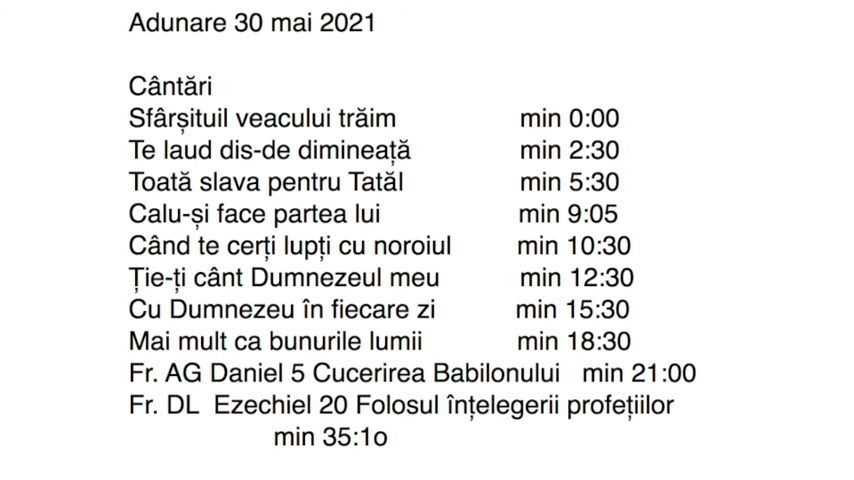 Adunare 30 mai 2021
Cântări
Sfârșituil veacului trăim min 0:00
Te laud dis-de dimineață min 2:30
Toată slava pentru Tatăl min 5:30
Calu-și face partea lui min 9:05
Când te cerți lupți cu noroiul min 10:30
Ție-ți cânt Dumnezeul meu min 12:30
Cu Dumnezeu în fiecare zi min 15:30
Mai mult ca bunurile lumii min 18:30
Fr. AG Daniel 5 Cucerirea Babilonului min 21:00
Fr. DL Ezechiel 20 Folosul înțelegerii profețiilor
min 35:1o